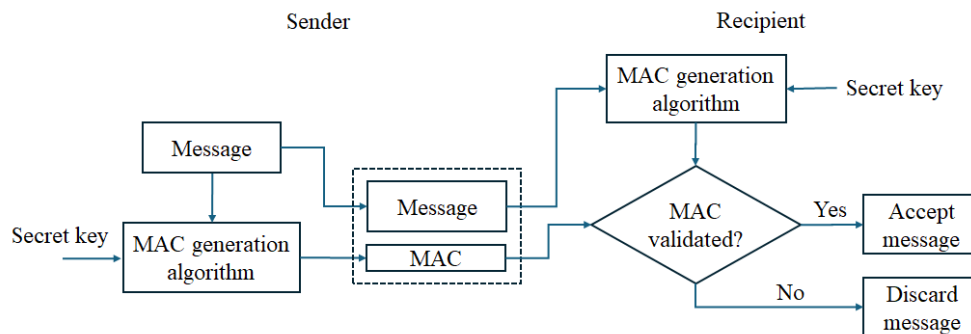 Sender
Recipient
MAC generation
algorithm
Secret key
Message
Message
MAC
validated?
Yes
Accept
message
Secret key
MAC generation
algorithm
MAC
No
Discard
message